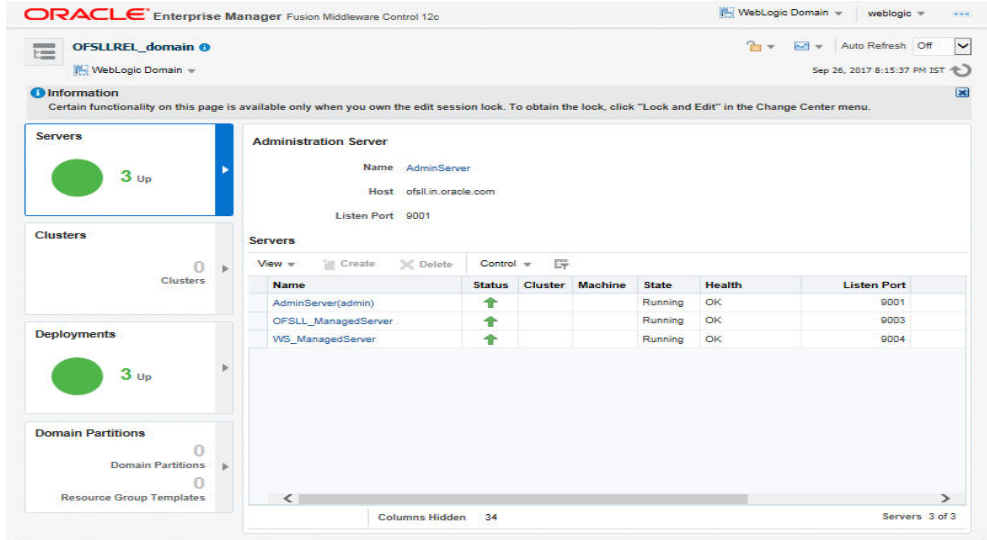 ORACLE® Enterprise Manager Fusion Middleware Control 12c
WebLogic Domain weblogic
OFSLLREL_domain
WebLogic Domain
Auto Refresh Off
Sep 26, 2017 8:15:37 PM IST
Information
Certain functionality on this page is available only when you own the edit session lock. To obtain the lock, click "Lock and Edit" in the Change Center menu.
Servers
3 Up
Clusters
0
Clusters
Deployments
3 Up
Domain Partitions
0
Domain Partitions
0
Resource Group Templates
Administration Server
Name AdminServer
Host ofsll.in.oracle.com
Listen Port 9001
Servers
View Create Delete Control
Name Status Cluster Machine State Health Listen Port
AdminServer(admin) Running OK 9001
OFSLL_ManagedServer Running OK 9003
WS_ManagedServer Running OK 9004
Columns Hidden 34
Servers 3 of 3